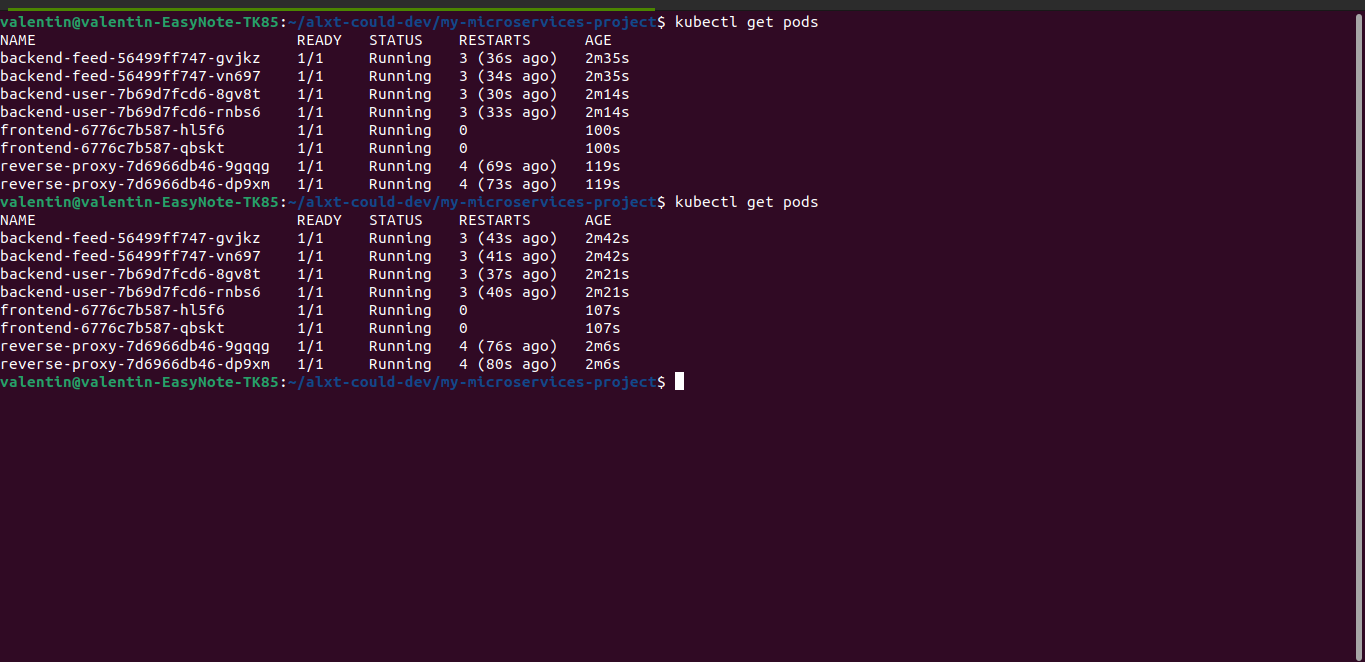 valentin@valentin-EasyNote-TK85:~/alxt-could-dev/my-microservices-project$ kubectl get pods
NAME                             READY   STATUS    RESTARTS      AGE
backend-feed-56499ff747-gvjkz    1/1     Running   3 (36s ago)   2m35s
backend-feed-56499ff747-vn697    1/1     Running   3 (34s ago)   2m35s
backend-user-7b69d7fcd6-8gv8t    1/1     Running   3 (30s ago)   2m14s
backend-user-7b69d7fcd6-rnbs6    1/1     Running   3 (33s ago)   2m14s
frontend-6776c7b587-hl5f6        1/1     Running   0             100s
frontend-6776c7b587-qbskt        1/1     Running   0             100s
reverse-proxy-7d6966db46-9gqqg   1/1     Running   4 (69s ago)   119s
reverse-proxy-7d6966db46-dp9xm   1/1     Running   4 (73s ago)   119s
valentin@valentin-EasyNote-TK85:~/alxt-could-dev/my-microservices-project$ kubectl get pods
NAME                             READY   STATUS    RESTARTS      AGE
backend-feed-56499ff747-gvjkz    1/1     Running   3 (43s ago)   2m42s
backend-feed-56499ff747-vn697    1/1     Running   3 (41s ago)   2m42s
backend-user-7b69d7fcd6-8gv8t    1/1     Running   3 (37s ago)   2m21s
backend-user-7b69d7fcd6-rnbs6    1/1     Running   3 (40s ago)   2m21s
frontend-6776c7b587-hl5f6        1/1     Running   0             107s
frontend-6776c7b587-qbskt        1/1     Running   0             107s
reverse-proxy-7d6966db46-9gqqg   1/1     Running   4 (76s ago)   2m6s
reverse-proxy-7d6966db46-dp9xm   1/1     Running   4 (80s ago)   2m6s
valentin@valentin-EasyNote-TK85:~/alxt-could-dev/my-microservices-project$